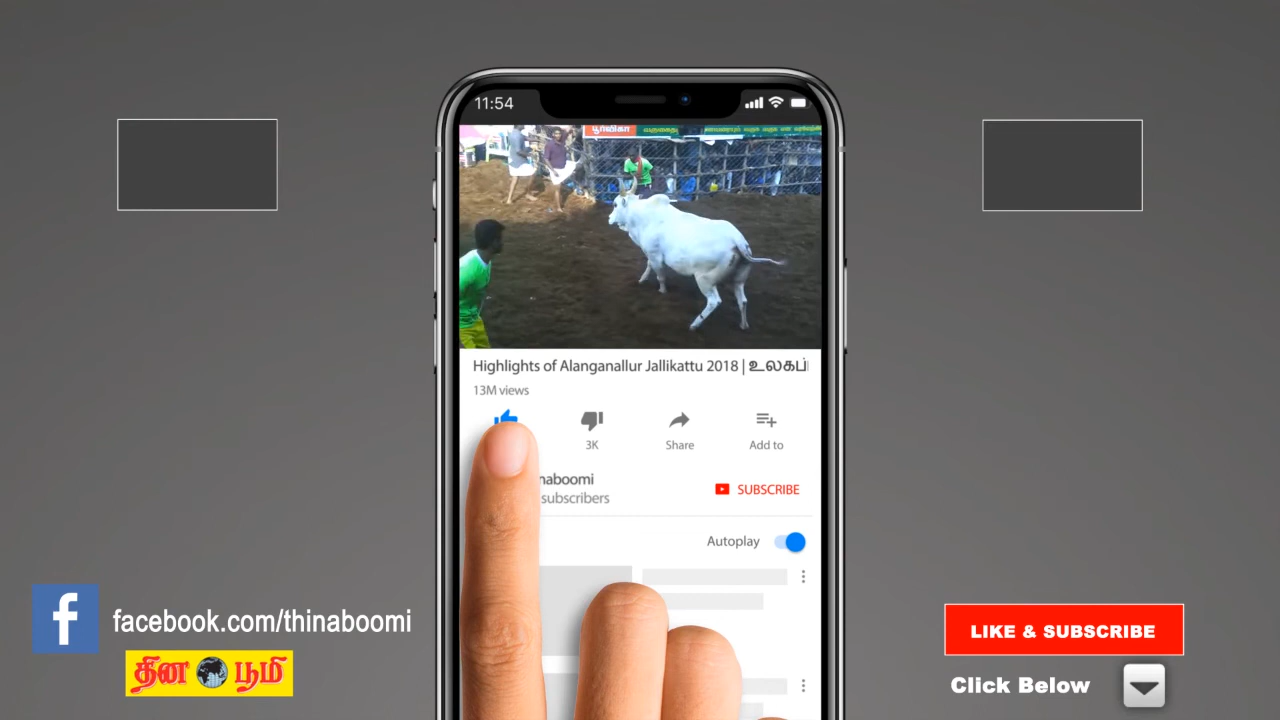 11:54
பூர்விகா
Highlights of Alanganallur Jallikattu 2018 | உலகப்
13M views
3K
Share
Add to
naboomi
subscribers
SUBSCRIBE
Autoplay
f
facebook.com/thinaboomi
தின பூமி
LIKE & SUBSCRIBE
Click Below